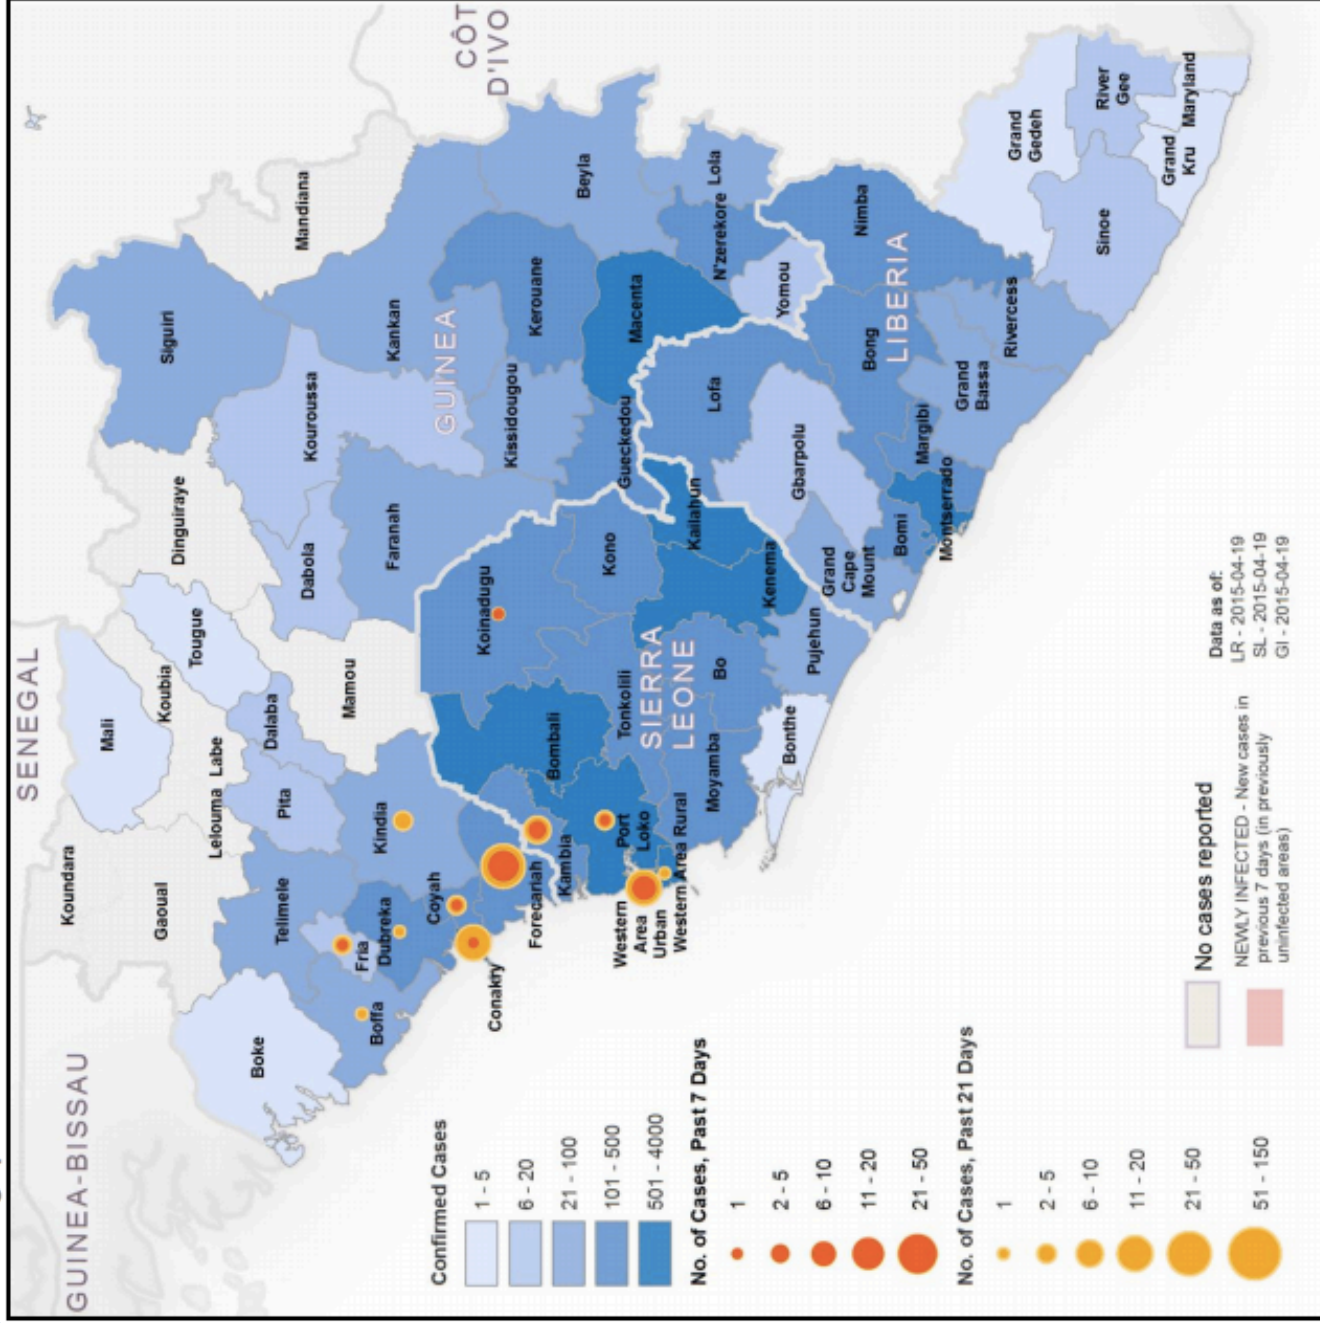 GUINEA-BISSAU
SENEGAL
CÔT
D'IVO
GUINEA
SIERRA
LEONE
LIBERIA
Koundara
Mali
Gaoual
Koubia
Lelouma
Labe
Tougue
Dinguiraye
Siguiri
Mandiana
Boke
Telimele
Pita
Dalaba
Mamou
Dabola
Kouroussa
Kankan
Faranah
Kindia
Fria
Boffa
Dubreka
Coyah
Conakry
Forecariah
Kissidougou
Kerouane
Beyla
Macenta
Gueckedou
N'zerekore
Lola
Yomou
Koinadugu
Bombali
Kambia
Port
Loko
Tonkolili
Kono
Kailahun
Kenema
Bo
Moyamba
Bonthe
Pujehun
Western
Area
Urban
Western Area Rural
Lofa
Gbarpolu
Grand
Cape
Mount
Bomi
Montserrado
Margibi
Bong
Nimba
Grand
Bassa
Rivercess
Sinoe
Grand
Gedeh
River
Gee
Grand
Kru
Maryland
Confirmed Cases
1 - 5
6 - 20
21 - 100
101 - 500
501 - 4000
No. of Cases, Past 7 Days
1
2 - 5
6 - 10
11 - 20
21 - 50
No. of Cases, Past 21 Days
1
2 - 5
6 - 10
11 - 20
21 - 50
51 - 150
No cases reported
NEWLY INFECTED - New cases in
previous 7 days (in previously
uninfected areas)
Data as of:
LR - 2015-04-19
SL - 2015-04-19
GI - 2015-04-19